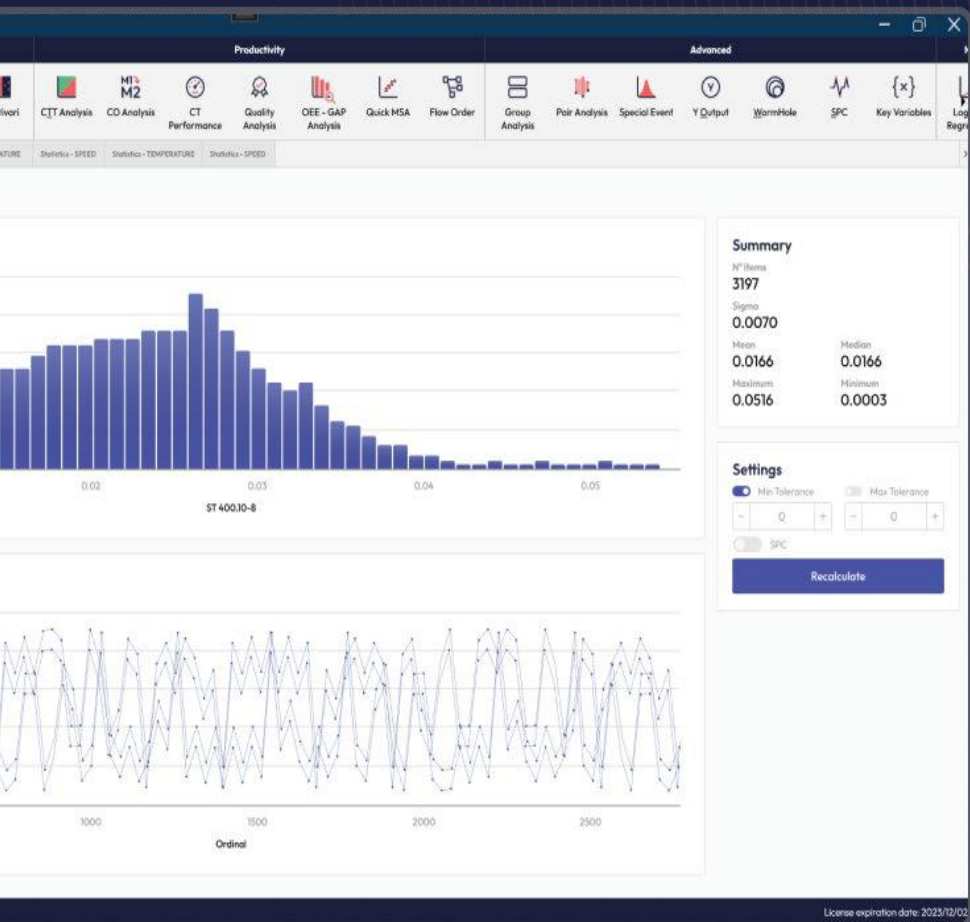 Productivity
Advanced
CTT Analysis
M1
M2
CO Analysis
CT
Performance
Quality
Analysis
OEE - GAP
Analysis
Quick MSA
Flow Order
Group
Analysis
Pair Analysis
Special Event
Y Output
WormHole
SPC
{×}
Key Variables
Statistics - SPEED
Statistics - TEMPERATURE
Statistics - SPEED
0.02
0.03
0.04
0.05
ST 400.10-8
1000
1500
2000
2500
Ordinal
Summary
N° items
3197
Sigma
0.0070
Mean
Median
0.0166
0.0166
Maximum
Minimum
0.0516
0.0003
Settings
Min Tolerance
Max Tolerance
- 0 +
- 0 +
SPC
Recalculate
License expiration date: 2023/12/02